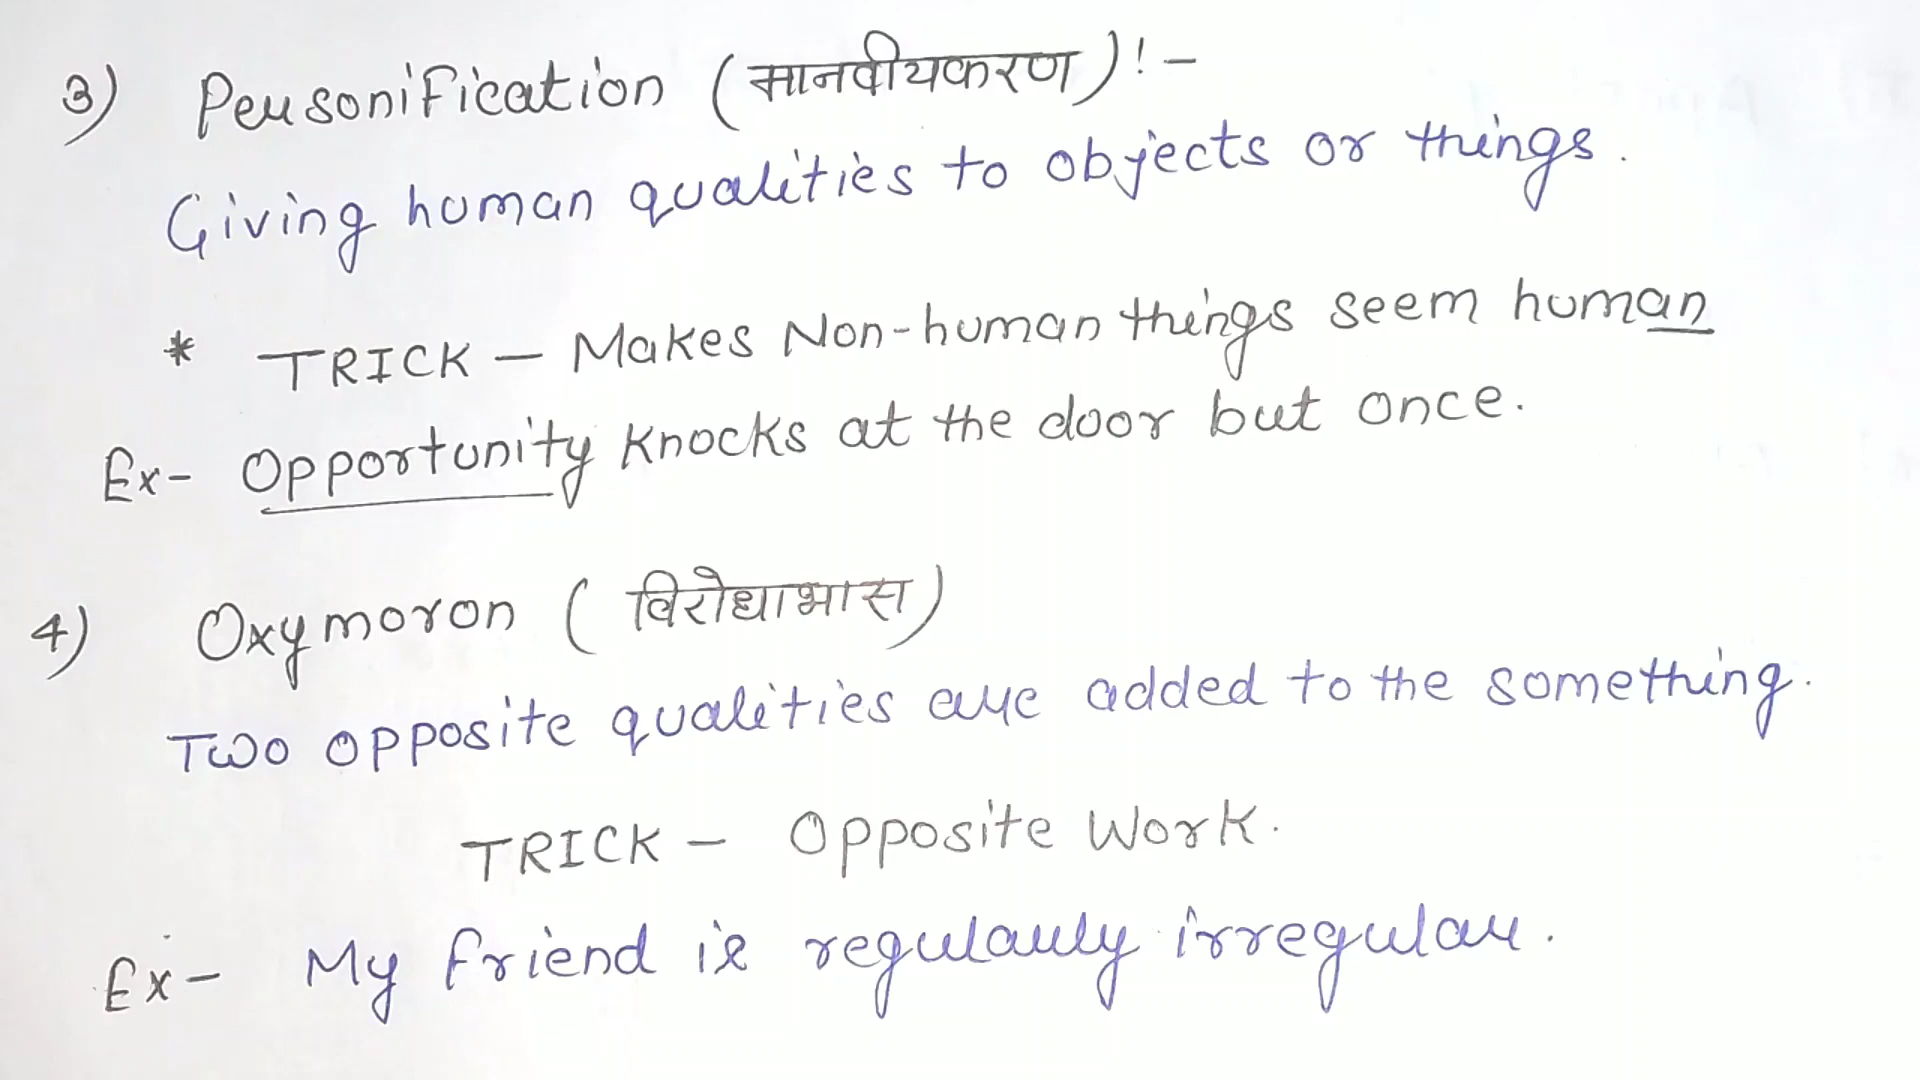 3) Personification (मानवीयकरण) :-
Giving human qualities to objects or things.
* TRICK - Makes Non-human things seem human
Ex- Opportunity Knocks at the door but once.
4) Oxymoron (विरोधाभास)
Two opposite qualities are added to the something.
TRICK - Opposite Work.
Ex- My friend is regularly irregular.